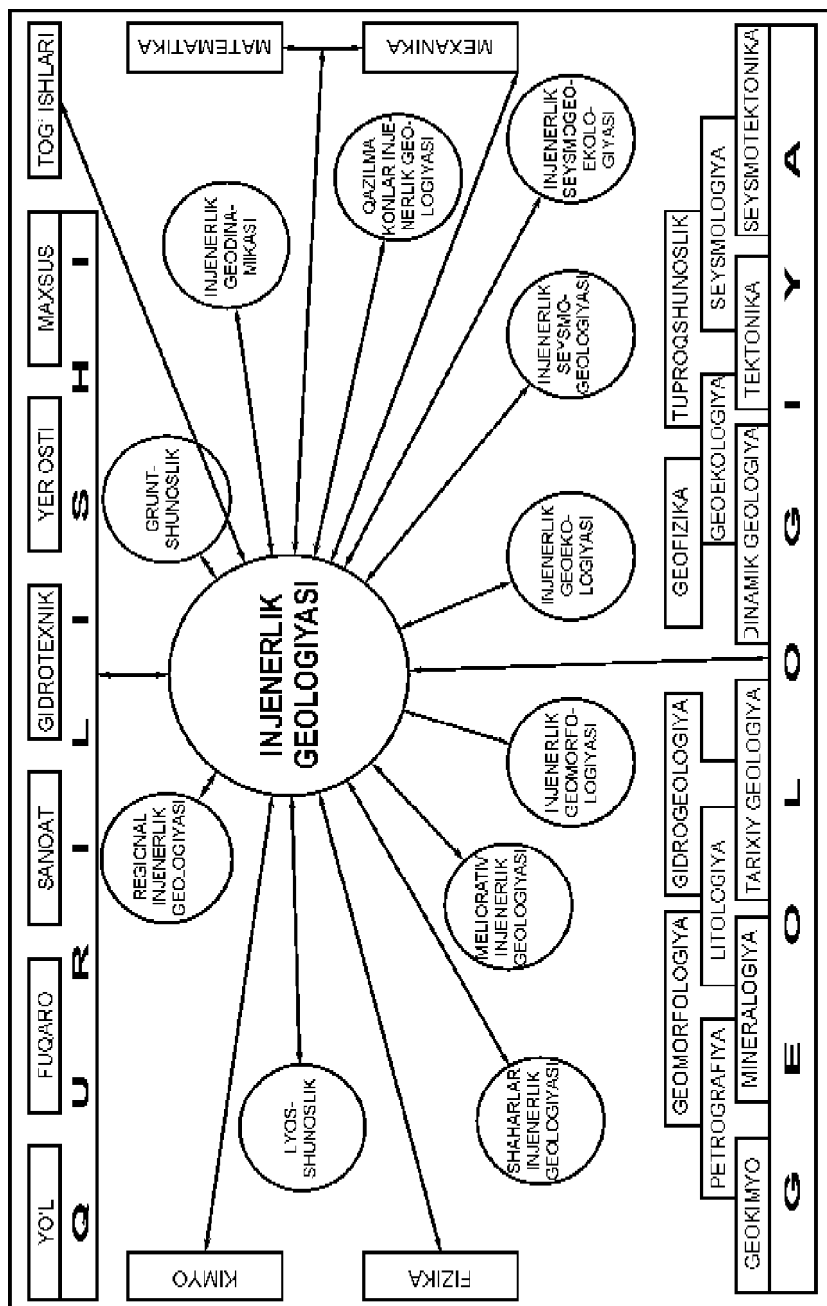 YO'L
FUQARO
SANOAT
GIDROTEXNIK
YER OSTI
MAXSUS
TOG' ISHLARI
QURILISHI
KIMYO
REGIONAL
INJENERLIK
GEOLOGIYASI
GRUNT-
SHUNOSLIK
INJENERLIK
GEODINA-
MIKASI
MATEMATIKA
LYOS-
SHUNOSLIK
INJENERLIK
GEOLOGIYASI
QAZILMA
KONLAR INJE-
NERLIK GEO-
LOGIYASI
MEXANIKA
FIZIKA
SHAHARLAR
INJENERLIK
GEOLOGIYASI
MELIORATIV
INJENERLIK
GEOLOGIYASI
INJENERLIK
GEOMORFO-
LOGIYASI
INJENERLIK
GEOEKO-
LOGIYASI
INJENERLIK
SEYSMO-
GEOLOGIYASI
INJENERLIK
SEYSMOGEO-
EKOLO-
GIYASI
GEOMORFOLOGIYA
GIDROGEOLOGIYA
GEOFIZIKA
TUPROQSHUNOSLIK
PETROGRAFIYA
LITOLOGIYA
GEOEKOLOGIYA
SEYSMOLOGIYA
GEOKIMYO
MINERALOGIYA
TARIXIY GEOLOGIYA
DINAMIK GEOLOGIYA
TEKTONIKA
SEYSMOTEKTONIKA
GEOLOGIYA